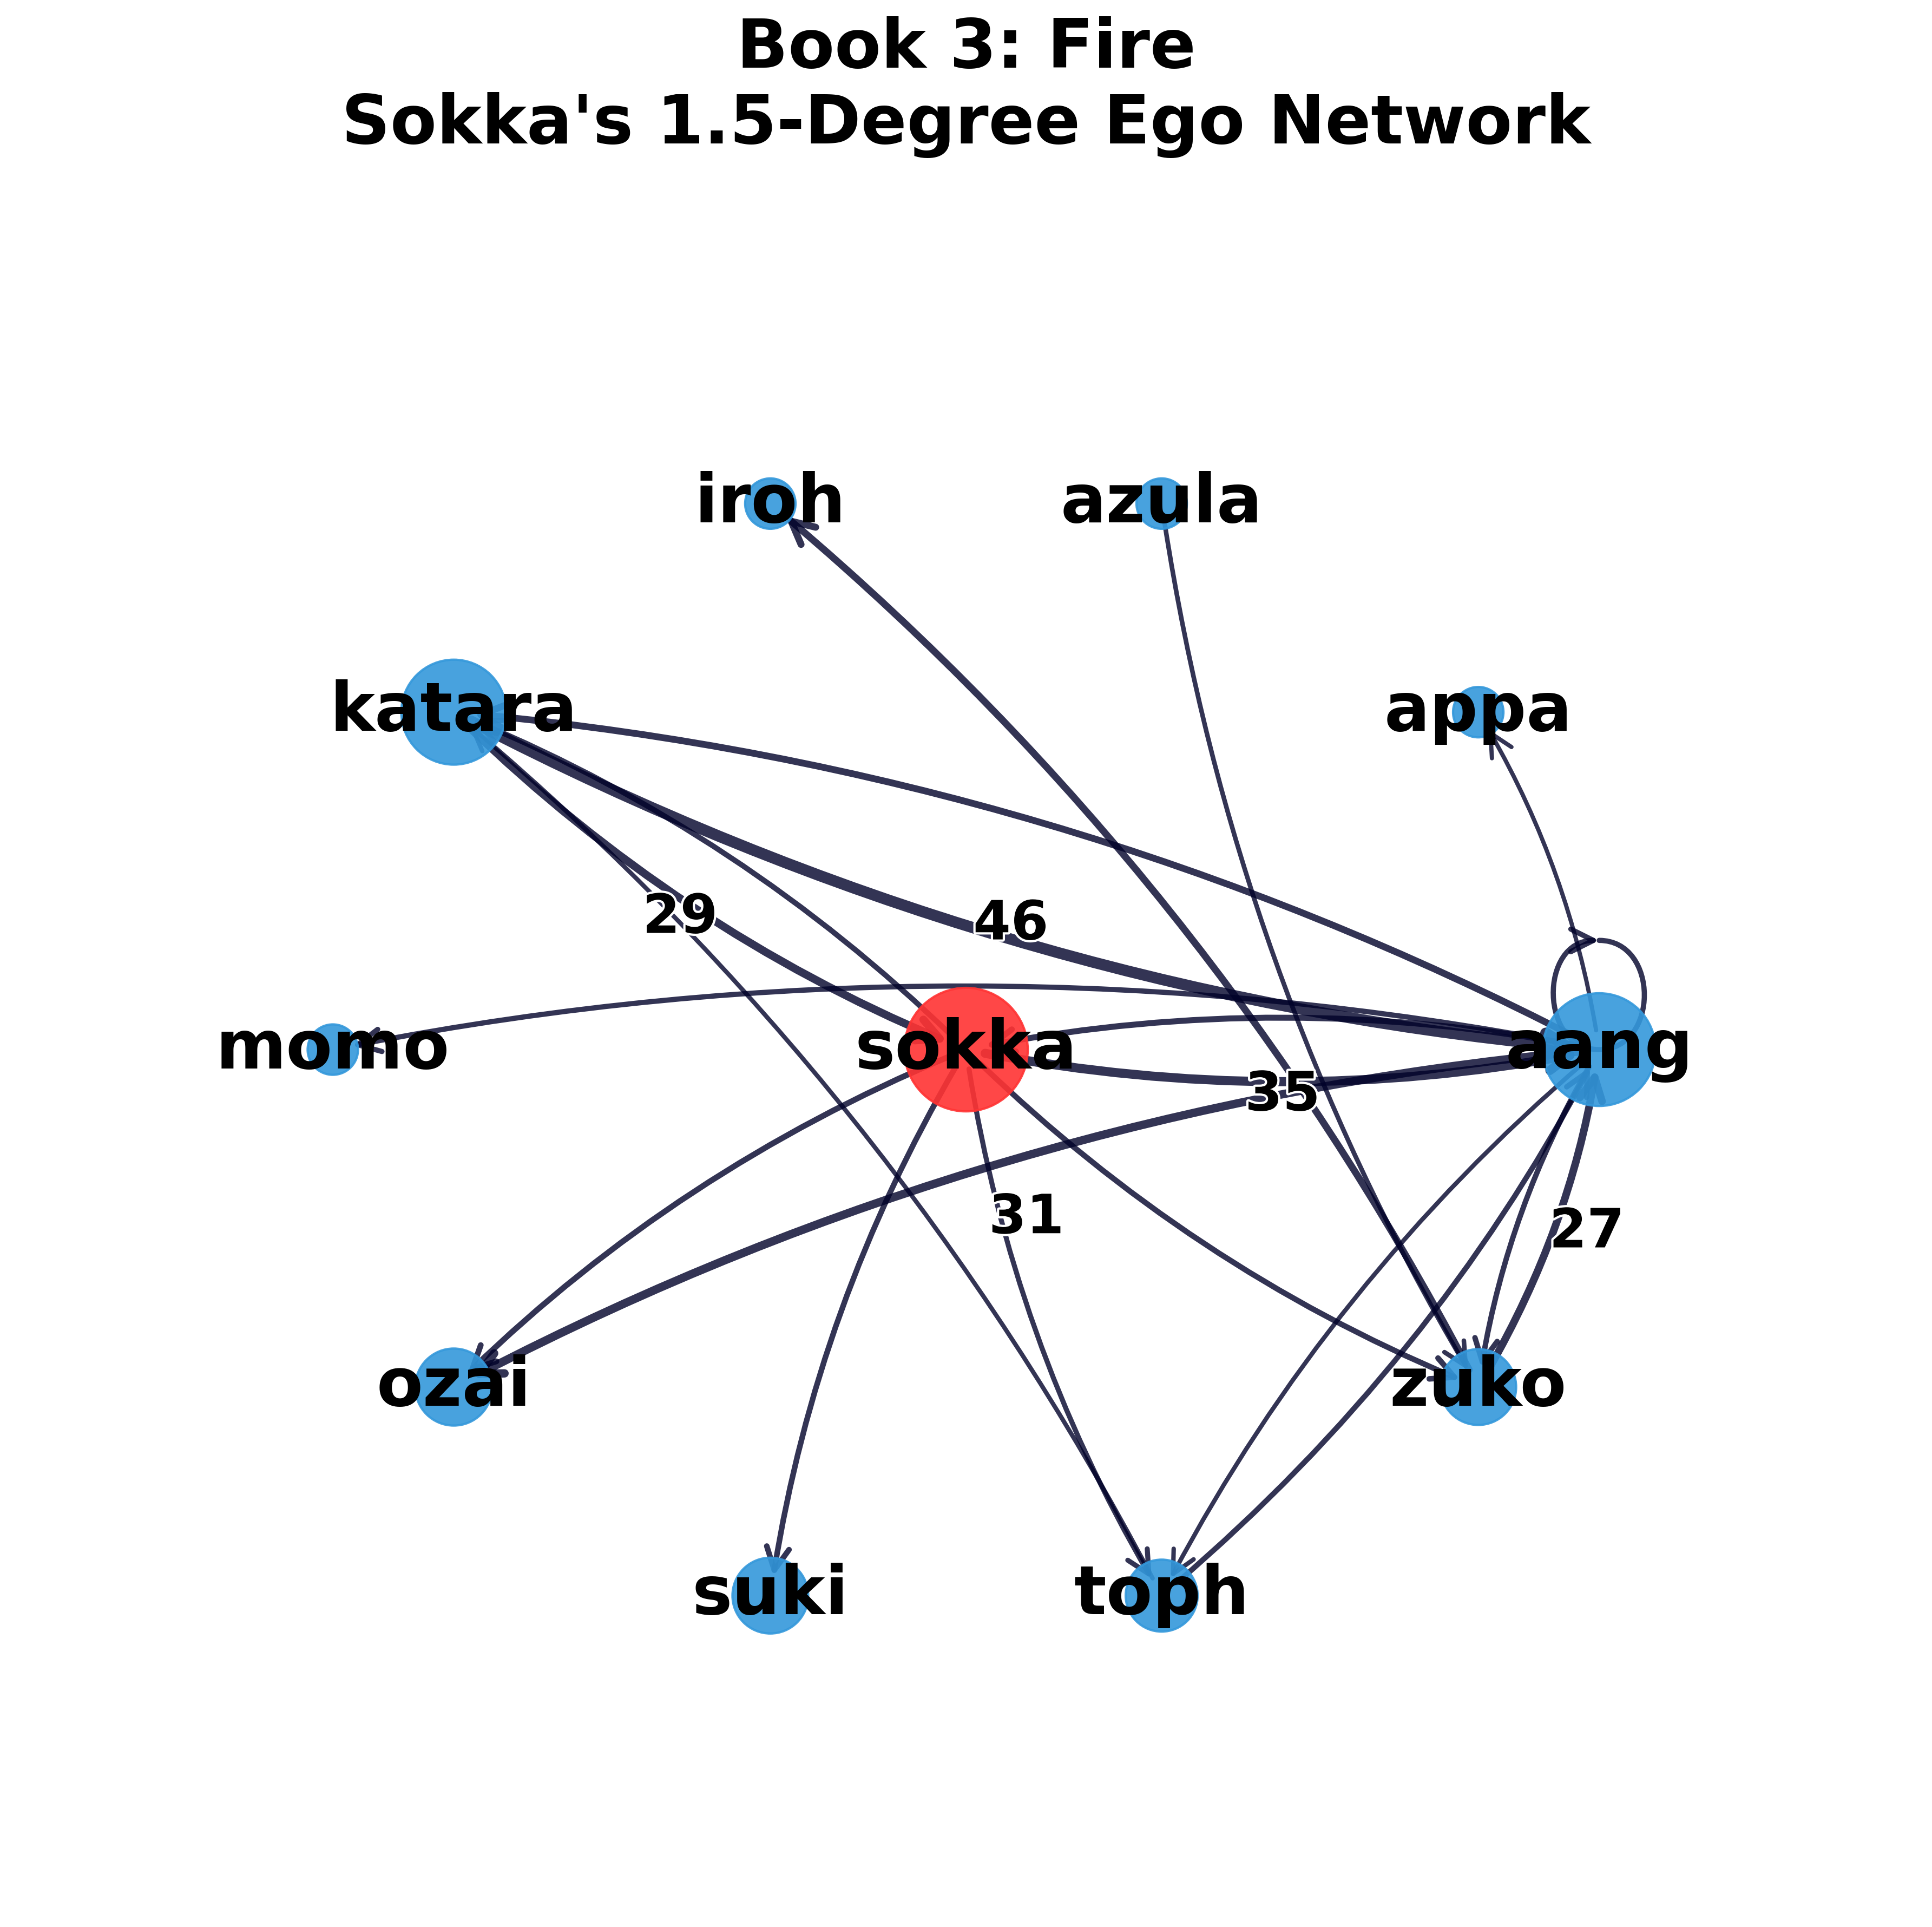 Book 3: Fire
Sokka's 1.5-Degree Ego Network
iroh
azula
katara
appa
29
46
momo
sokka
aang
35
31
27
ozai
zuko
suki
toph